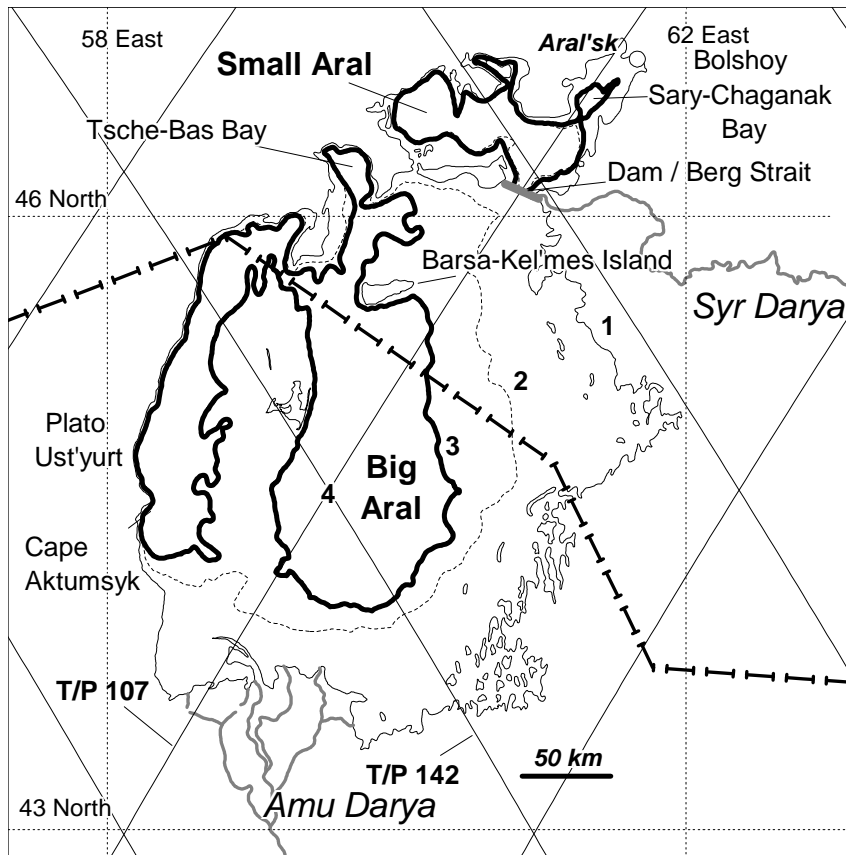 58 East
Aral'sk
62 East
Small Aral
Bolshoy
Sary-Chaganak
Bay
Tsche-Bas Bay
Dam / Berg Strait
46 North
Barsa-Kel'mes Island
Syr Darya
1
2
3
Plato
Ust'yurt
Big
Aral
4
Cape
Aktumsyk
T/P 107
50 km
T/P 142
Amu Darya
43 North